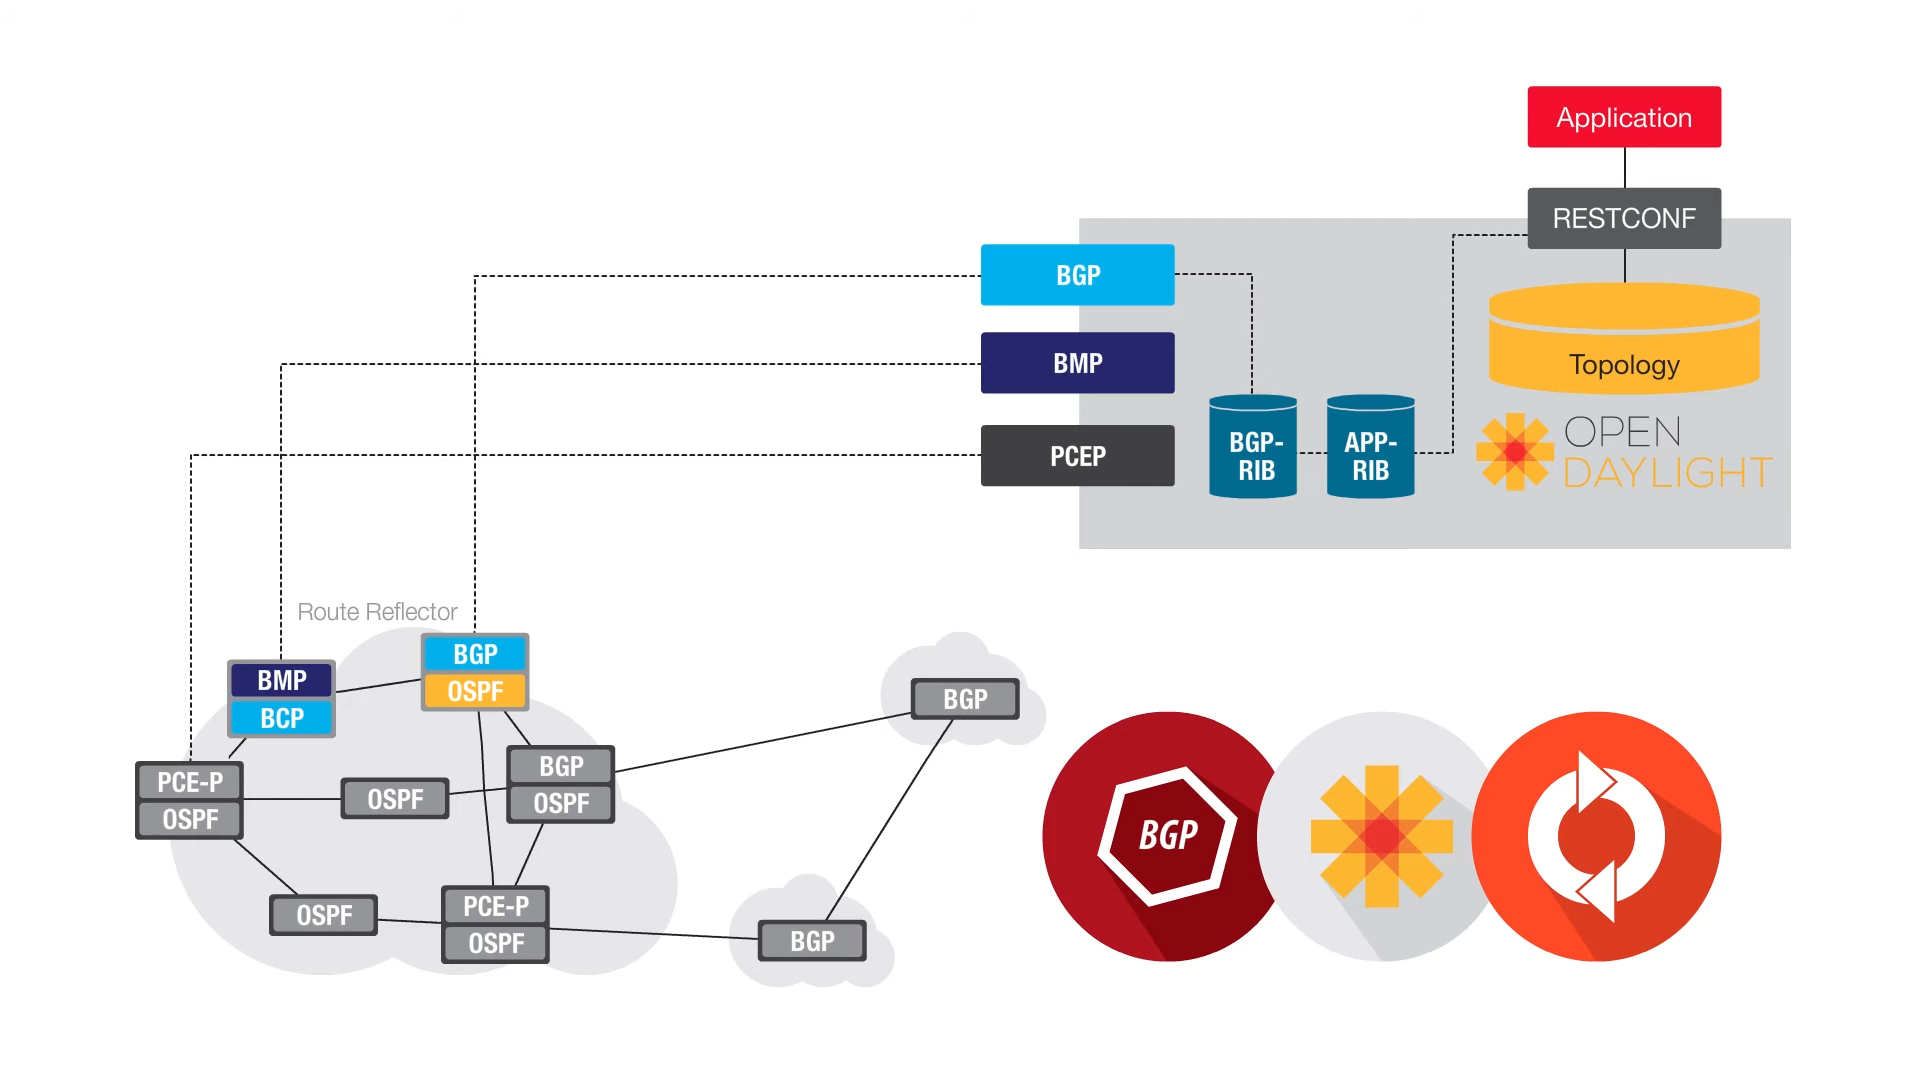 Application
RESTCONF
BGP
BMP
Topology
PCEP
BGP-
RIB
APP-
RIB
OPEN
DAYLIGHT
Route Reflector
BGP
OSPF
BMP
BCP
BGP
PCE-P
OSPF
OSPF
BGP
OSPF
OSPF
PCE-P
OSPF
BGP
BGP